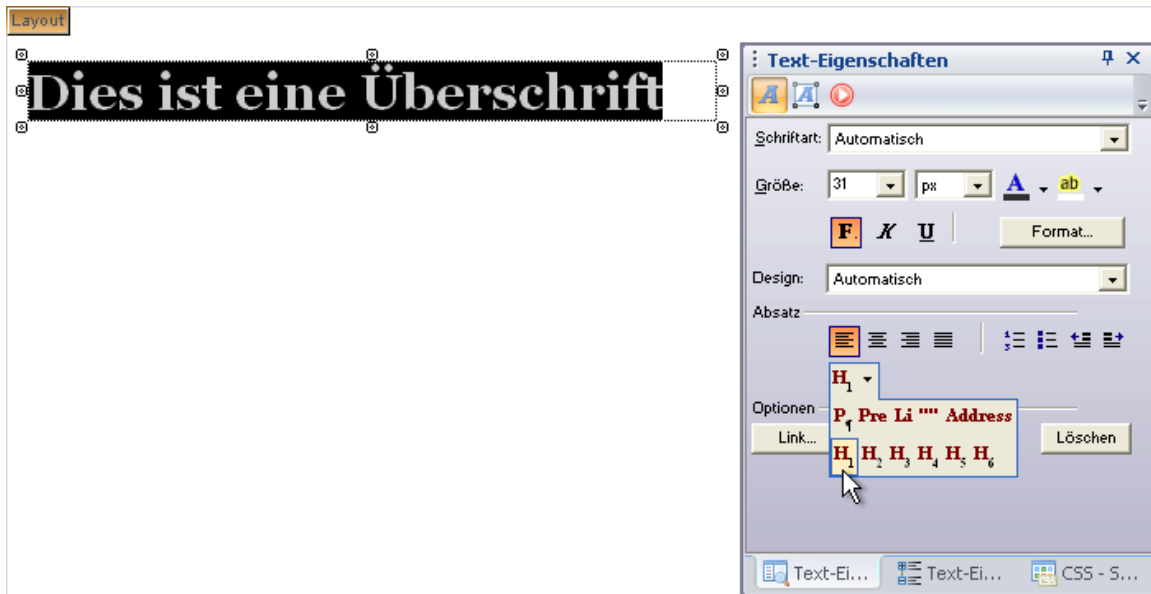 Layout
Dies ist eine Überschrift
Text-Eigenschaften
A A
Schriftart: Automatisch
Größe: 31 px A ab
F. K U Format...
Design: Automatisch
Absatz
H1
Optionen
P¶ Pre Li "" Address
Link... Löschen
H1 H2 H3 H4 H5 H6
Text-Ei... Text-Ei... CSS - S...